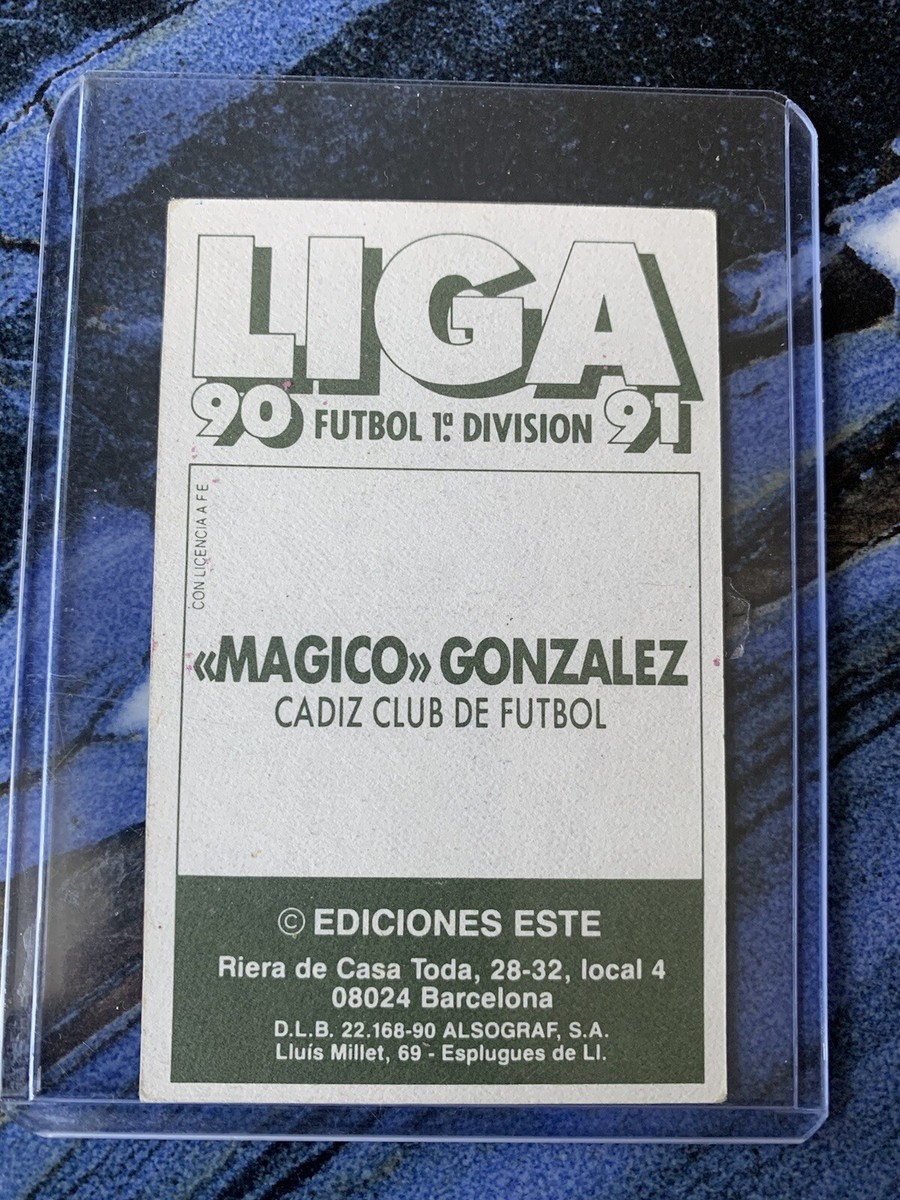 LIGA
90 FUTBOL 1ª DIVISION 91
CON LICENCIA A FE
«MAGICO» GONZALEZ
CADIZ CLUB DE FUTBOL
© EDICIONES ESTE
Riera de Casa Toda, 28-32, local 4
08024 Barcelona
D.L.B. 22.168-90 ALSOGRAF, S.A.
Lluís Millet, 69 - Esplugues de Ll.